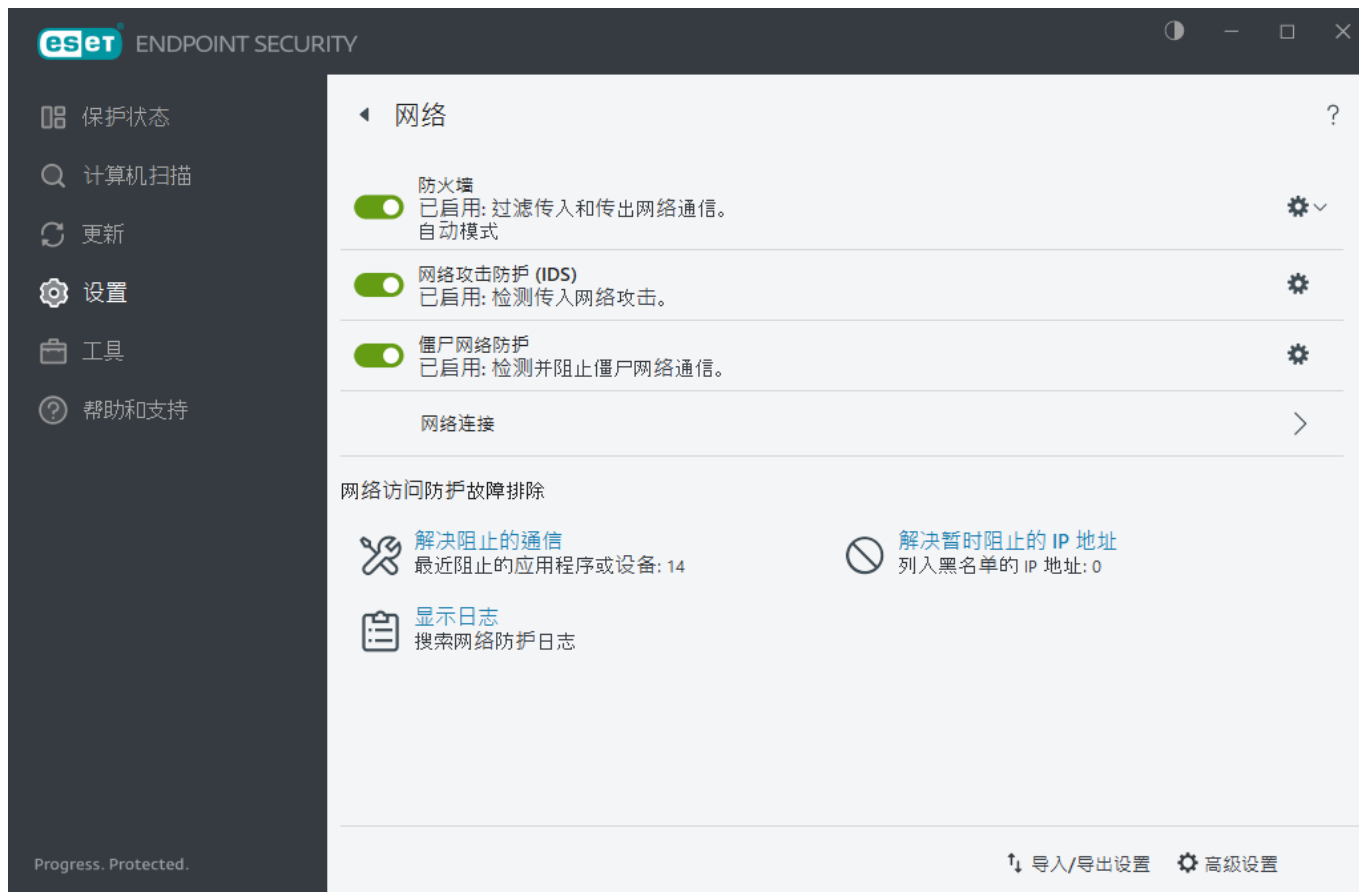 eset ENDPOINT SECURITY
保护状态
计算机扫描
更新
设置
工具
帮助和支持
Progress. Protected.
网络
?
防火墙
已启用: 过滤传入和传出网络通信。
自动模式
网络攻击防护 (IDS)
已启用: 检测传入网络攻击。
僵尸网络防护
已启用: 检测并阻止僵尸网络通信。
网络连接
网络访问防护故障排除
解决阻止的通信
最近阻止的应用程序或设备: 14
解决暂时阻止的 IP 地址
列入黑名单的 IP 地址: 0
显示日志
搜索网络防护日志
导入/导出设置
高级设置